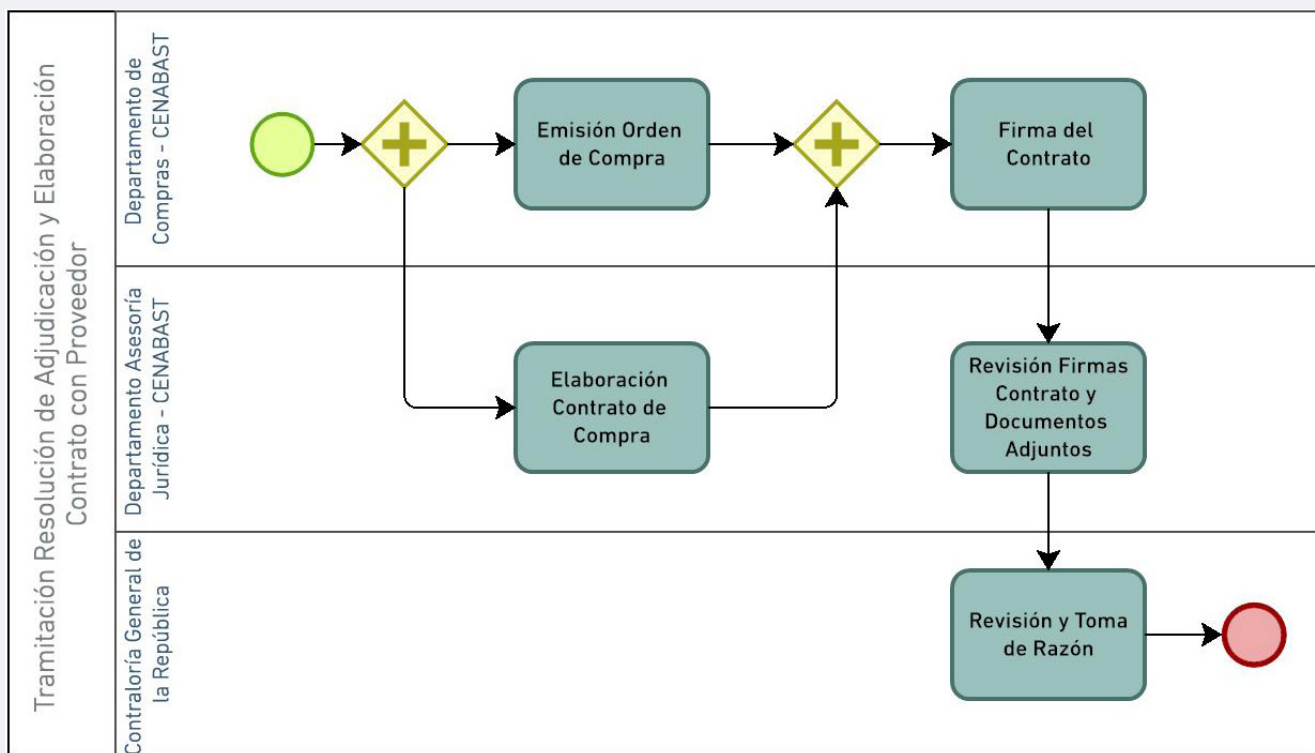 Tramitación Resolución de Adjudicación y Elaboración
Contrato con Proveedor
Departamento de
Compras - CENABAST
Emisión Orden
de Compra
Firma del
Contrato
Departamento Asesoría
Jurídica - CENABAST
Elaboración
Contrato de
Compra
Revisión Firmas
Contrato y
Documentos
Adjuntos
Contraloría General de
la República
Revisión y Toma
de Razón